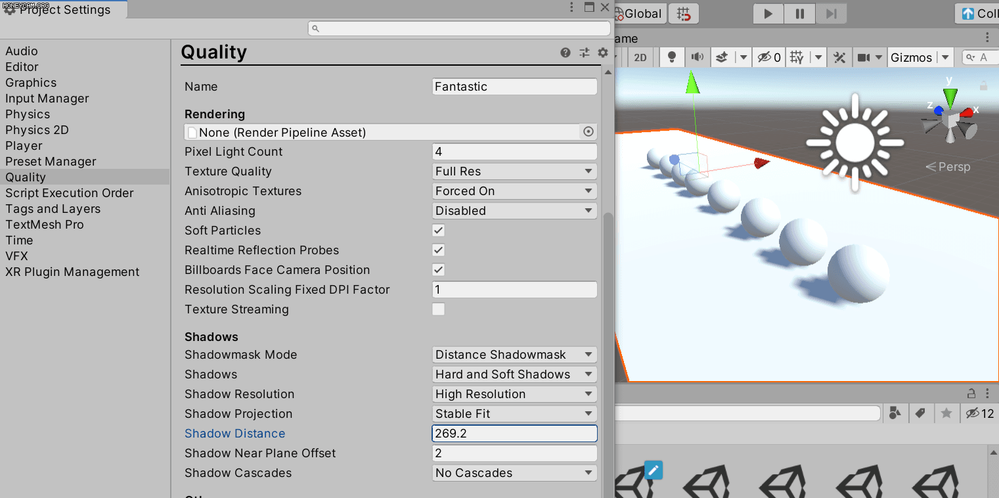 HONEYCAM.ORG
Project Settings
Audio
Editor
Graphics
Input Manager
Physics
Physics 2D
Player
Preset Manager
Quality
Script Execution Order
Tags and Layers
TextMesh Pro
Time
VFX
XR Plugin Management
Quality
Name Fantastic
Rendering
None (Render Pipeline Asset)
Pixel Light Count 4
Texture Quality Full Res
Anisotropic Textures Forced On
Anti Aliasing Disabled
Soft Particles
Realtime Reflection Probes
Billboards Face Camera Position
Resolution Scaling Fixed DPI Factor 1
Texture Streaming
Shadows
Shadowmask Mode Distance Shadowmask
Shadows Hard and Soft Shadows
Shadow Resolution High Resolution
Shadow Projection Stable Fit
Shadow Distance 269.2
Shadow Near Plane Offset 2
Shadow Cascades No Cascades
Global
Coll
ame
2D 0 Gizmos A
y
z x
Persp
12